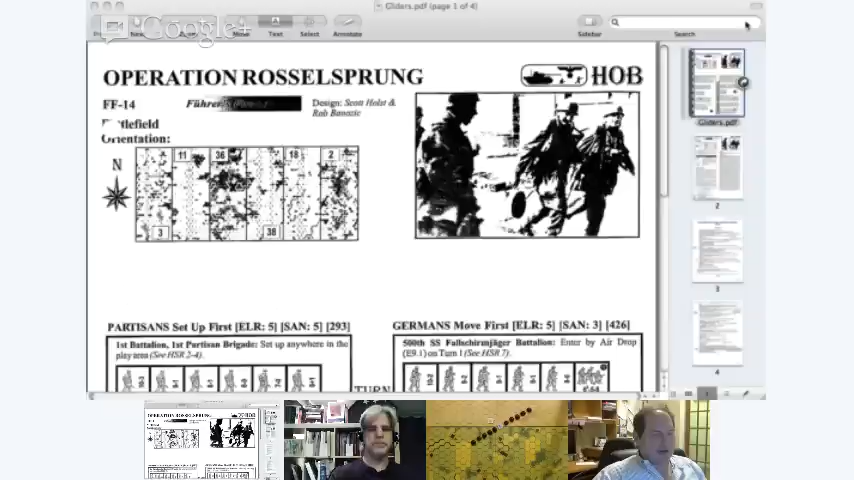 Gliders.pdf (page 1 of 4)
Google+
Move
Text
Select
Annotate
Sidebar
Search
OPERATION ROSSELSPRUNG
HOB
FF-14
Design: Scott Holst &
Rob Banozic
Orientation:
N
11
36
18
2
3
38
PARTISANS Set Up First [ELR: 5] [SAN: 5] [293]
GERMANS Move First [ELR: 5] [SAN: 3] [426]
1st Battalion, 1st Partisan Brigade: Set up anywhere in the
play area (See HSR 2-4).
500th SS Fallschirmjäger Battalion: Enter by Air Drop
(E9.1) on Turn 1 (See HSR 7).
TURN
Gliders.pdf
2
3
4